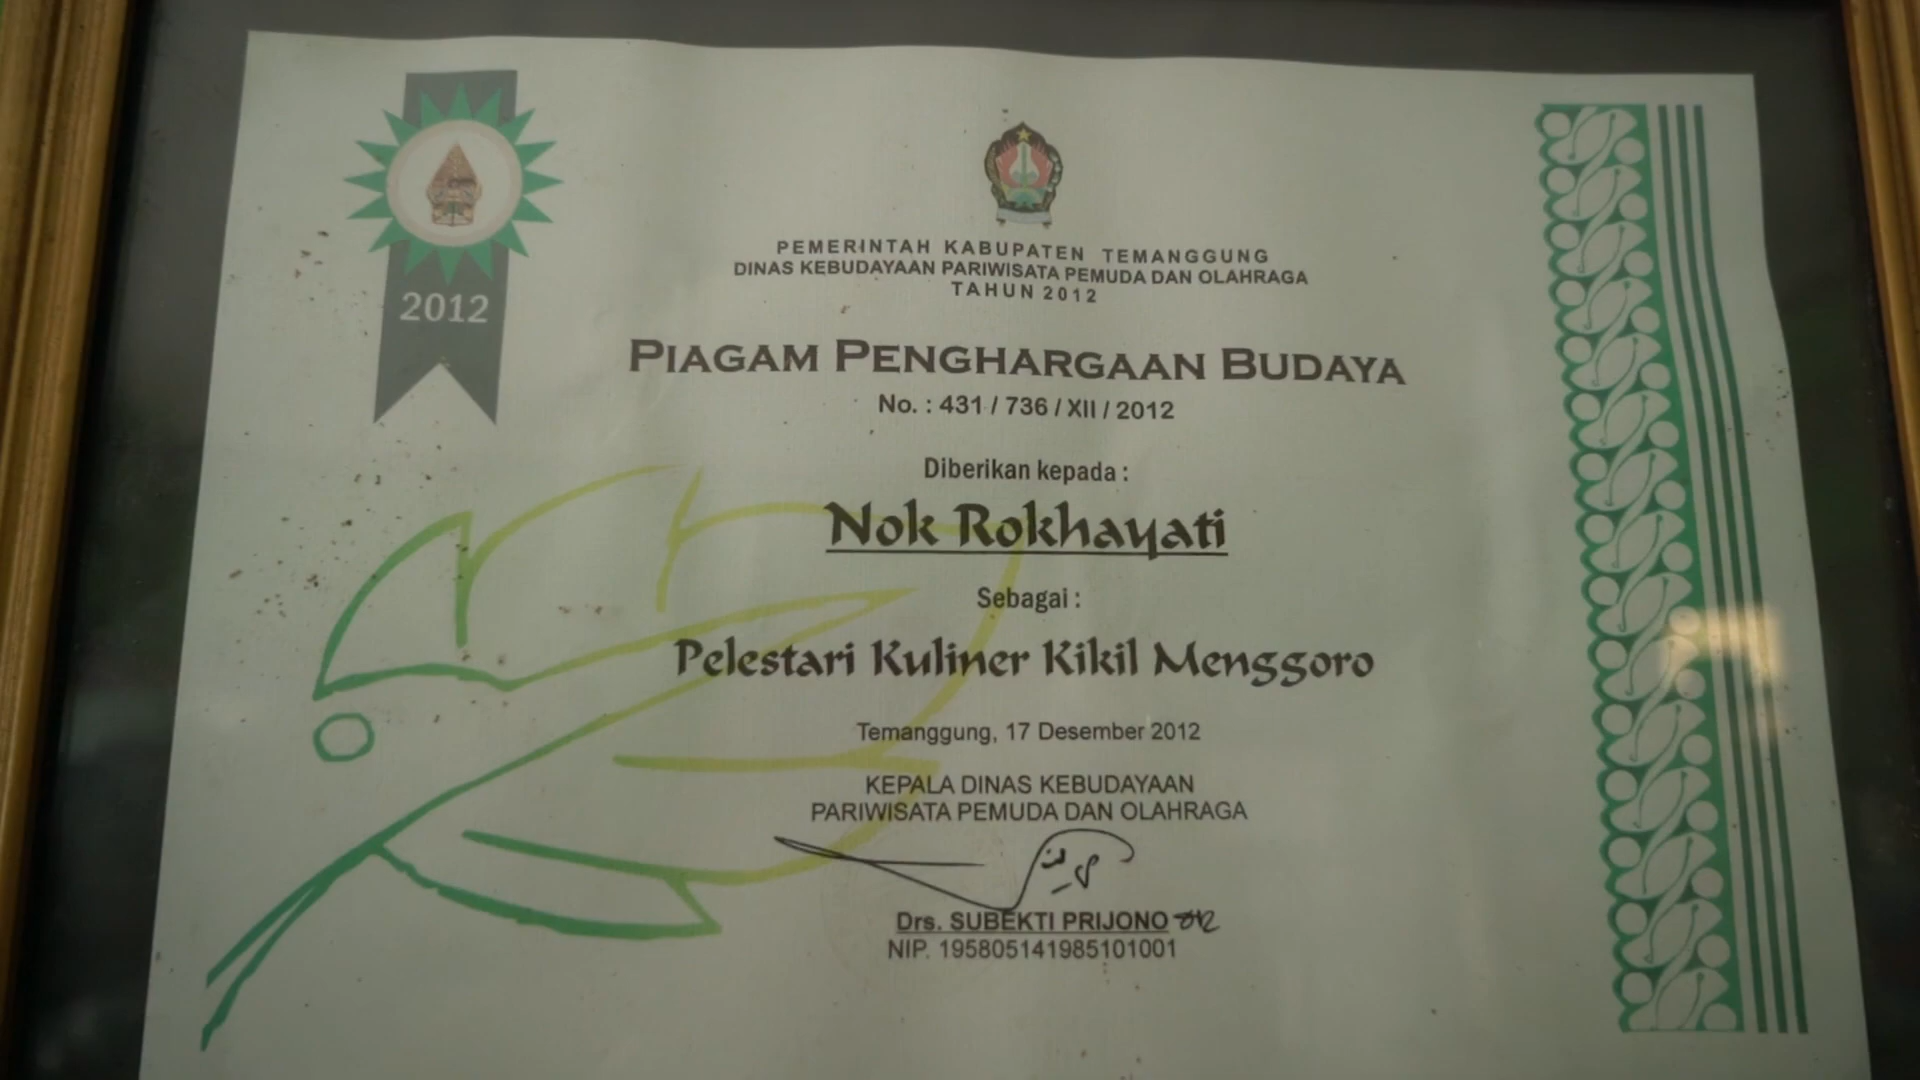 2012
PEMERINTAH KABUPATEN TEMANGGUNG
DINAS KEBUDAYAAN PARIWISATA PEMUDA DAN OLAHRAGA
TAHUN 2012
PIAGAM PENGHARGAAN BUDAYA
No. : 431 / 736 / XII / 2012
Diberikan kepada :
Nok Rokhayati
Sebagai :
Pelestari Kuliner Kikil Menggoro
Temanggung, 17 Desember 2012
KEPALA DINAS KEBUDAYAAN
PARIWISATA PEMUDA DAN OLAHRAGA
Drs. SUBEKTI PRIJONO
NIP. 195805141985101001